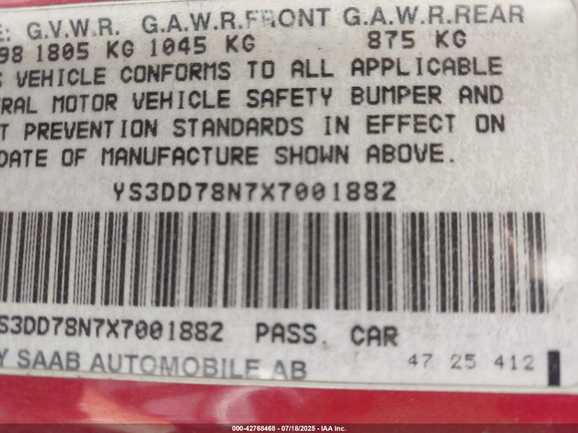 E: G.V.W.R. G.A.W.R.FRONT G.A.W.R.REAR
98 1805 KG 1045 KG 875 KG
VEHICLE CONFORMS TO ALL APPLICABLE
ERAL MOTOR VEHICLE SAFETY BUMPER AND
T PREVENTION STANDARDS IN EFFECT ON
DATE OF MANUFACTURE SHOWN ABOVE.
YS3DD78N7X7001882
S3DD78N7X7001882 PASS. CAR
Y SAAB AUTOMOBILE AB 47 25 412
000-42768468 - 07/18/2025 - IAA Inc.